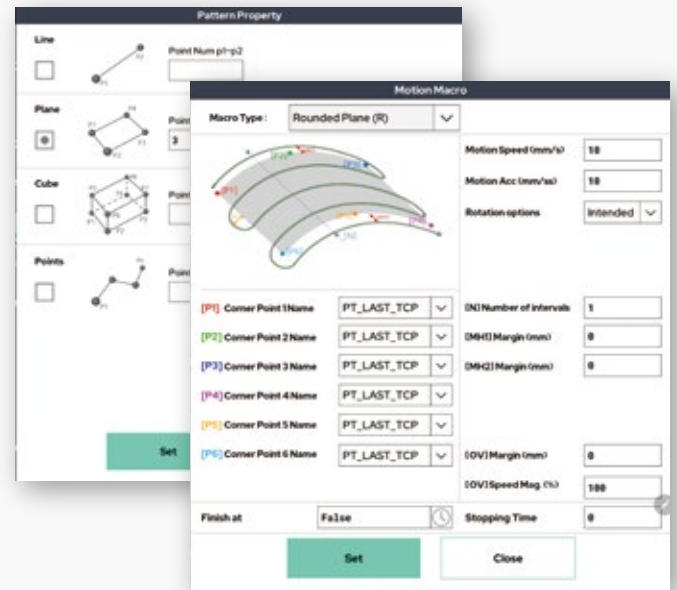 Pattern Property
Line
Point Num p1-p2
Plane
3
Cube
Points
Set
Motion Macro
Macro Type :
Rounded Plane (R)
[P1]
Motion Speed (mm/s)
10
Motion Acc (mm/ss)
10
Rotation options
Intended
[P1] Corner Point 1 Name
PT_LAST_TCP
[N] Number of intervals
1
[P2] Corner Point 2 Name
PT_LAST_TCP
[MH1] Margin (mm)
0
[P3] Corner Point 3 Name
PT_LAST_TCP
[MH2] Margin (mm)
0
[P4] Corner Point 4 Name
PT_LAST_TCP
[P5] Corner Point 5 Name
PT_LAST_TCP
[P6] Corner Point 6 Name
PT_LAST_TCP
[OV] Margin (mm)
0
[OV] Speed Mag. (%)
100
Finish at
False
Stopping Time
0
Set
Close